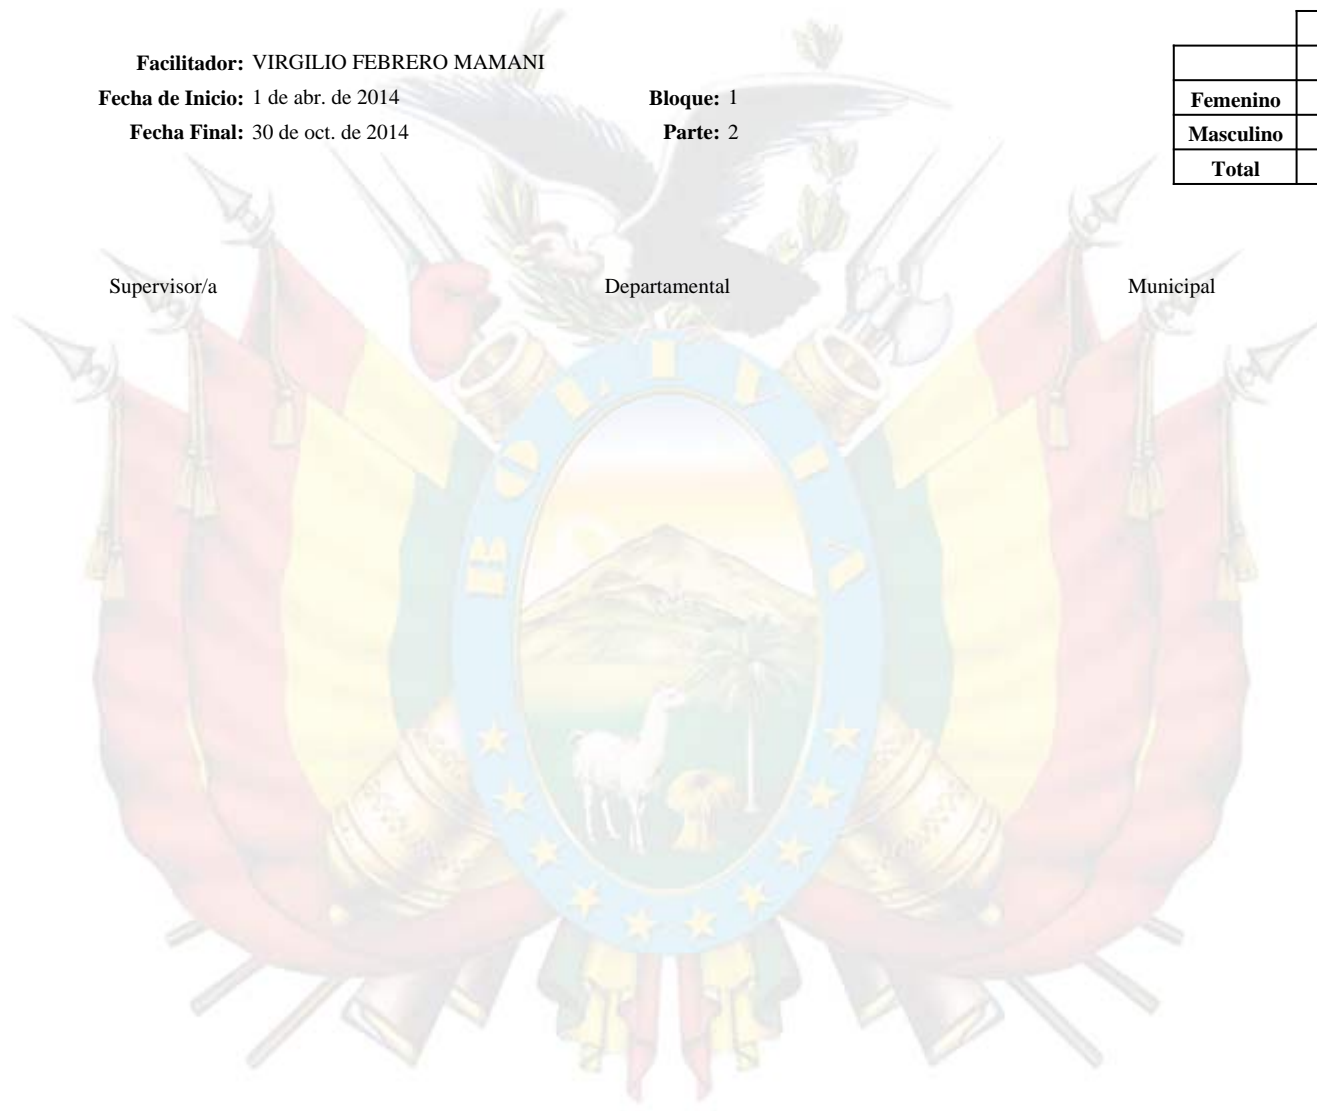 Facilitador: VIRGILIO FEBRERO MAMANI
Fecha de Inicio: 1 de abr. de 2014 Bloque: 1
Fecha Final: 30 de oct. de 2014 Parte: 2
Femenino
Masculino
Total
Supervisor/a Departamental Municipal
BOLIVIA